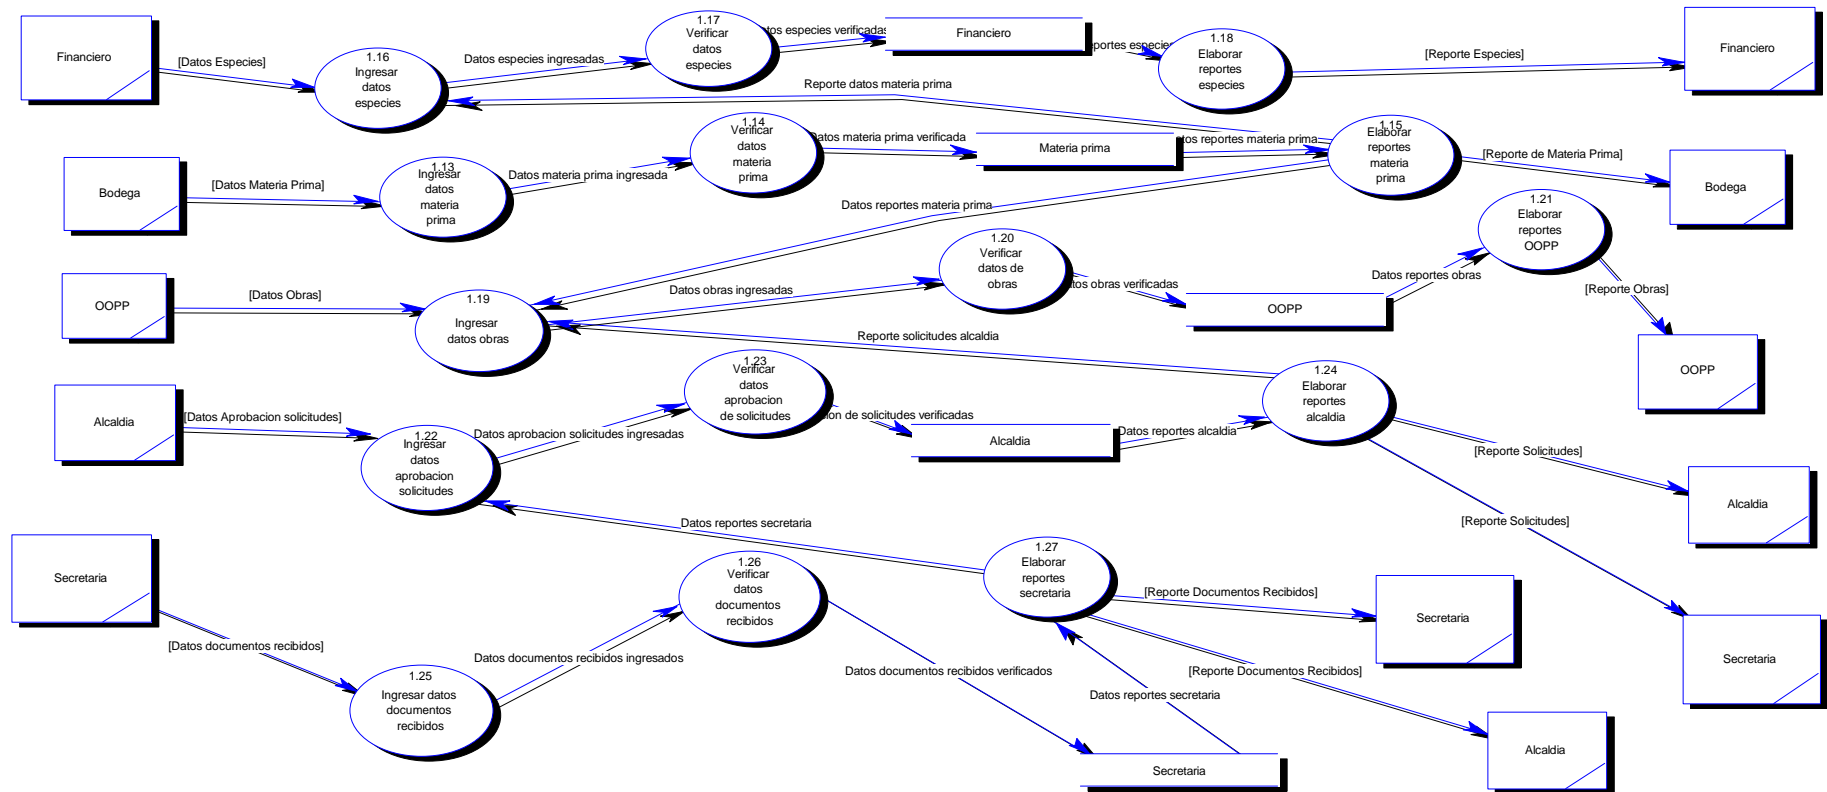 Financiero
[Datos Especies]
1.16
Ingresar
datos
especies
Datos especies ingresadas
1.17
Verificar
datos
especies
especies verificadas
Financiero
especies
1.18
Elaborar
reportes
especies
[Reporte Especies]
Financiero
Reporte datos materia prima
Bodega
[Datos Materia Prima]
1.13
Ingresar
datos
materia
prima
Datos materia prima ingresada
1.14
Verificar
datos
materia
prima
Datos materia prima verificada
Materia prima
reportes materia prima
1.15
Elaborar
reportes
materia
prima
[Reporte de Materia Prima]
Bodega
Datos reportes materia prima
OOPP
[Datos Obras]
1.19
Ingresar
datos obras
Datos obras ingresadas
1.20
Verificar
datos de
obras
obras verificadas
OOPP
Datos reportes obras
1.21
Elaborar
reportes
OOPP
[Reporte Obras]
OOPP
Reporte solicitudes alcaldia
Alcaldia
[Datos Aprobacion solicitudes]
1.22
Ingresar
datos
aprobacion
solicitudes
Datos aprobacion solicitudes ingresadas
1.23
Verificar
datos
aprobacion
de solicitudes
de solicitudes verificadas
Alcaldia
Datos reportes alcaldia
1.24
Elaborar
reportes
alcaldia
[Reporte Solicitudes]
Alcaldia
[Reporte Solicitudes]
Secretaria
Datos reportes secretaria
Secretaria
[Datos documentos recibidos]
1.25
Ingresar datos
documentos
recibidos
Datos documentos recibidos ingresados
1.26
Verificar
datos
documentos
recibidos
Datos documentos recibidos verificados
Secretaria
Datos reportes secretaria
1.27
Elaborar
reportes
secretaria
[Reporte Documentos Recibidos]
Secretaria
[Reporte Documentos Recibidos]
Alcaldia